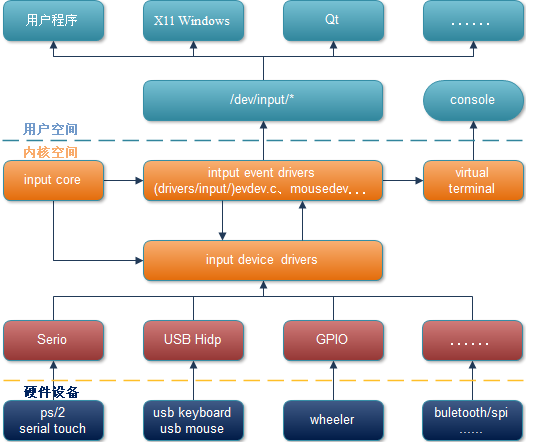 用户程序
X11 Windows
Qt
......
/dev/input/*
console
用户空间
内核空间
input core
intput event drivers
(drivers/input/)evdev.c、mousedev...
virtual
terminal
input device drivers
Serio
USB Hidp
GPIO
......
硬件设备
ps/2
serial touch
usb keyboard
usb mouse
wheeler
buletooth/spi
......